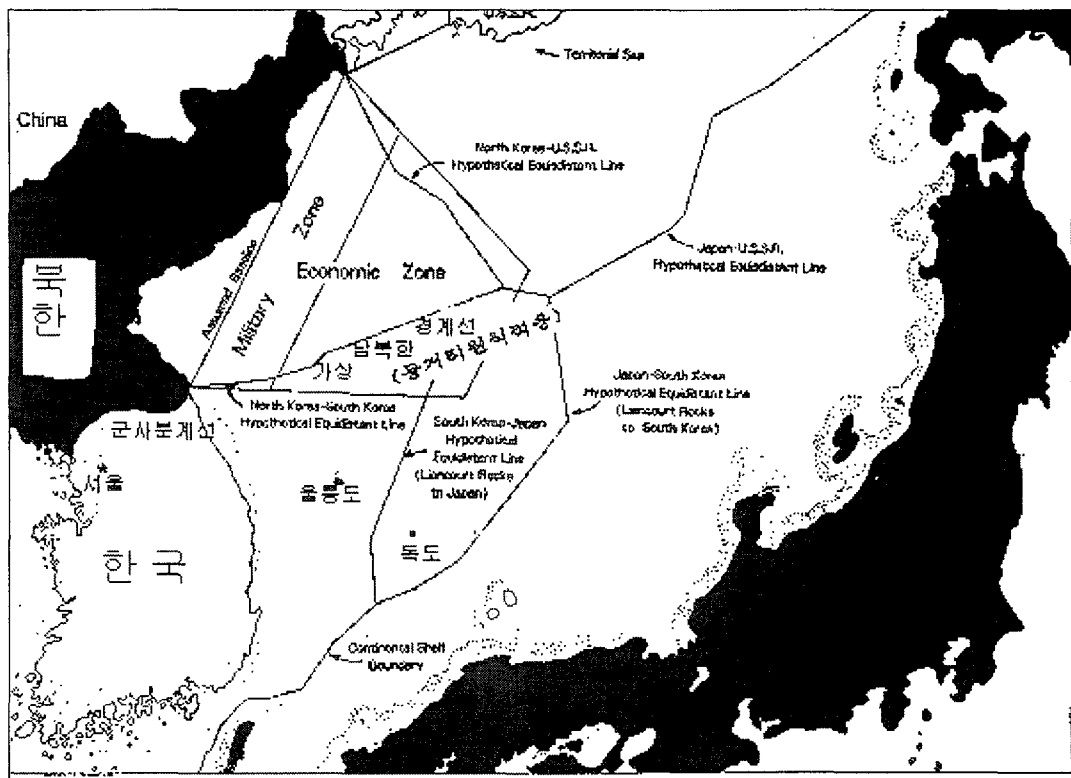 U.S.S.R.
Territorial Sea
China
North Korea-U.S.S.R.
Hypothetical Equidistant Line
Zone
Assumed Baseline
Military
Economic Zone
Japan-U.S.S.R.
Hypothetical Equidistant Line
북한
경계선
남북한
가상
(등거리원칙적용)
North Korea-South Korea
Hypothetical Equidistant Line
Japan-South Korea
Hypothetical Equidistant Line
(Liancourt Rocks
to South Korea)
South Korea-Japan
Hypothetical
Equidistant Line
(Liancourt Rocks
to Japan)
군사분계선
서울
울릉도
독도
한국
Continental Shelf
Boundary